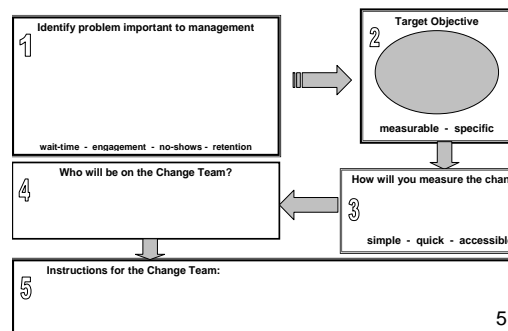 1
Identify problem important to management
wait-time - engagement - no-shows - retention
2
Target Objective
measurable - specific
3
How will you measure the chan
simple - quick - accessible
4
Who will be on the Change Team?
5
Instructions for the Change Team:
5